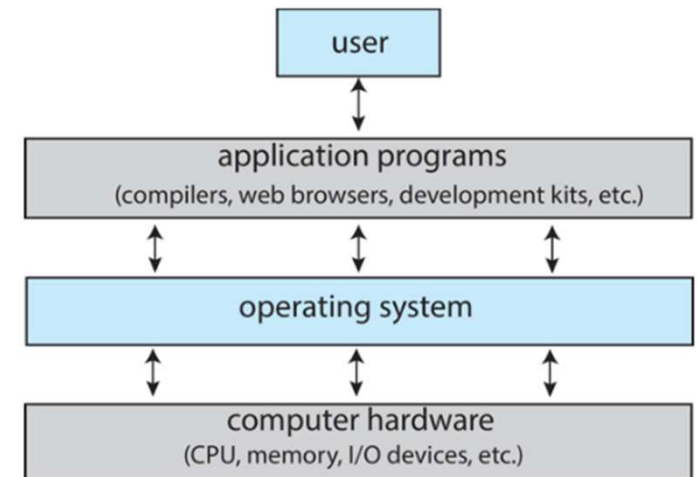 user
application programs
(compilers, web browsers, development kits, etc.)
operating system
computer hardware
(CPU, memory, I/O devices, etc.)